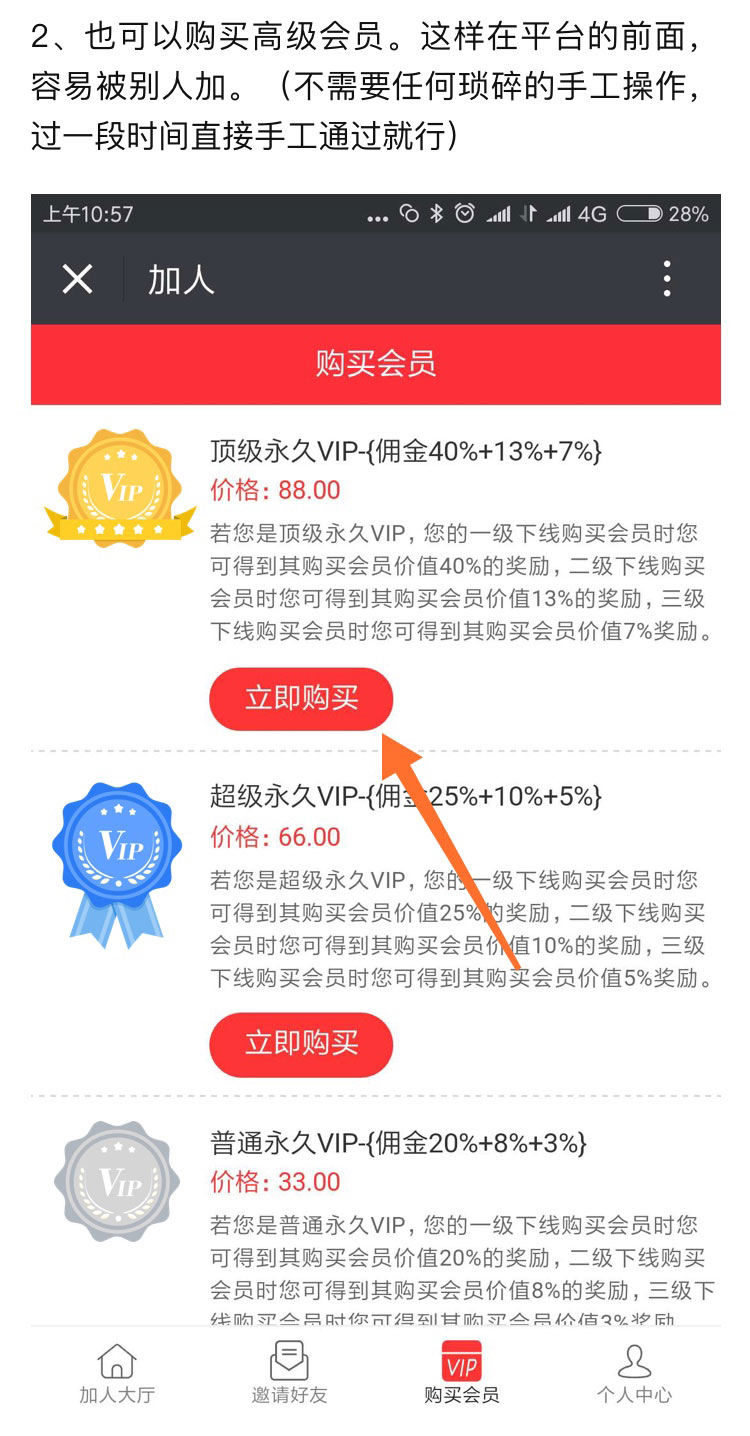 2、也可以购买高级会员。这样在平台的前面，
容易被别人加。（不需要任何琐碎的手工操作，
过一段时间直接手工通过就行）
上午10:57
4G
28%
加人
购买会员
VIP
顶级永久VIP-{佣金40%+13%+7%}
价格: 88.00
若您是顶级永久VIP, 您的一级下线购买会员时您
可得到其购买会员价值40%的奖励, 二级下线购买
会员时您可得到其购买会员价值13%的奖励, 三级
下线购买会员时您可得到其购买会员价值7%奖励。
立即购买
VIP
超级永久VIP-{佣金25%+10%+5%}
价格: 66.00
若您是超级永久VIP, 您的一级下线购买会员时您
可得到其购买会员价值25%的奖励, 二级下线购买
会员时您可得到其购买会员价值10%的奖励, 三级
下线购买会员时您可得到其购买会员价值5%奖励。
立即购买
VIP
普通永久VIP-{佣金20%+8%+3%}
价格: 33.00
若您是普通永久VIP, 您的一级下线购买会员时您
可得到其购买会员价值20%的奖励, 二级下线购买
会员时您可得到其购买会员价值8%的奖励, 三级下
线购买会员时您可得到其购买会员价值3%奖励
VIP
加人大厅
邀请好友
购买会员
个人中心